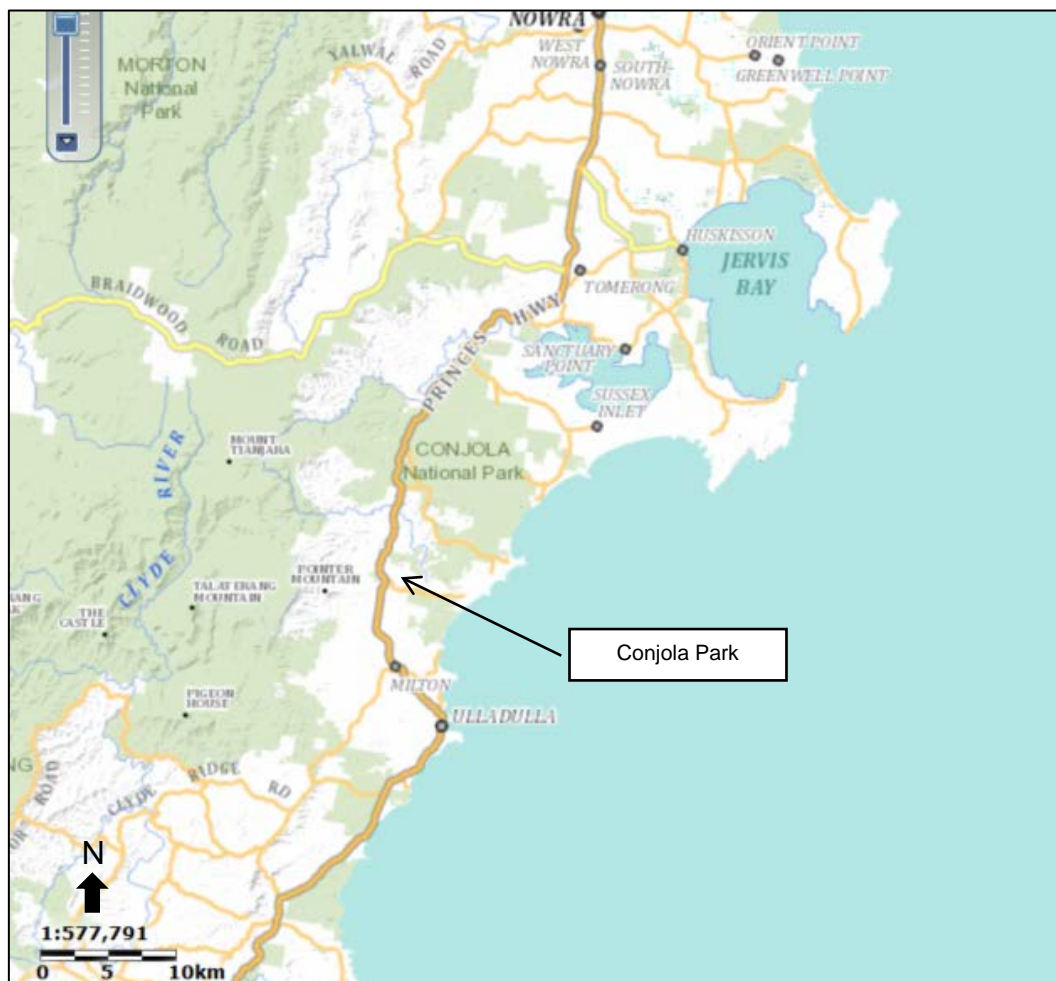 NOWRA
WEST
NOWRA
SOUTH
NOWRA
ORIENT POINT
GREENWELL POINT
YALWAL ROAD
MORTON
National
Park
HUSKISSON
JERVIS
BAY
TOMERONG
BRAIDWOOD ROAD
PRINCES HWY
SANCTUARY
POINT
SUSSEX
INLET
MOUNT
TIANJARA
CONJOLA
National Park
CLYDE RIVER
POINTER
MOUNTAIN
TALATERANG
MOUNTAIN
THE
CASTLE
Conjola Park
MILTON
PIGEON
HOUSE
ULLADULLA
CLYDE RIDGE RD
ROAD
N
1:577,791
0 5 10km